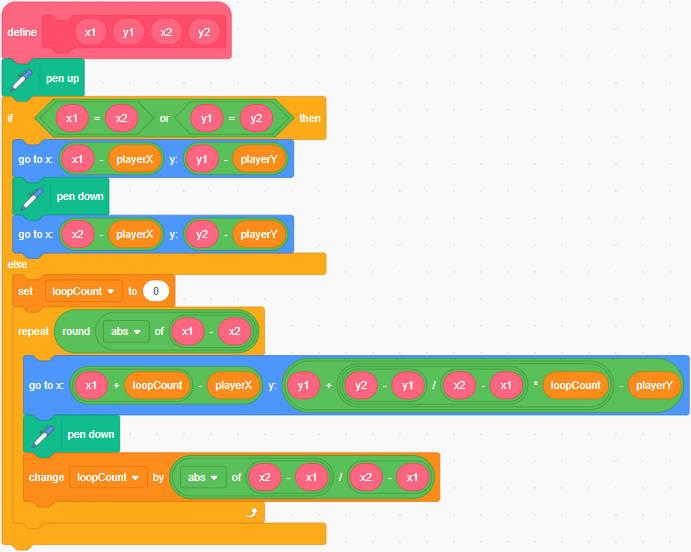 define x1 y1 x2 y2
pen up
if x1 = x2 or y1 = y2 then
go to x: x1 - playerX y: y1 - playerY
pen down
go to x: x2 - playerX y: y2 - playerY
else
set loopCount to 0
repeat round abs of x1 - x2
go to x: x1 + loopCount - playerX y: y1 + y2 - y1 / x2 - x1 * loopCount - playerY
pen down
change loopCount by abs of x2 - x1 / x2 - x1